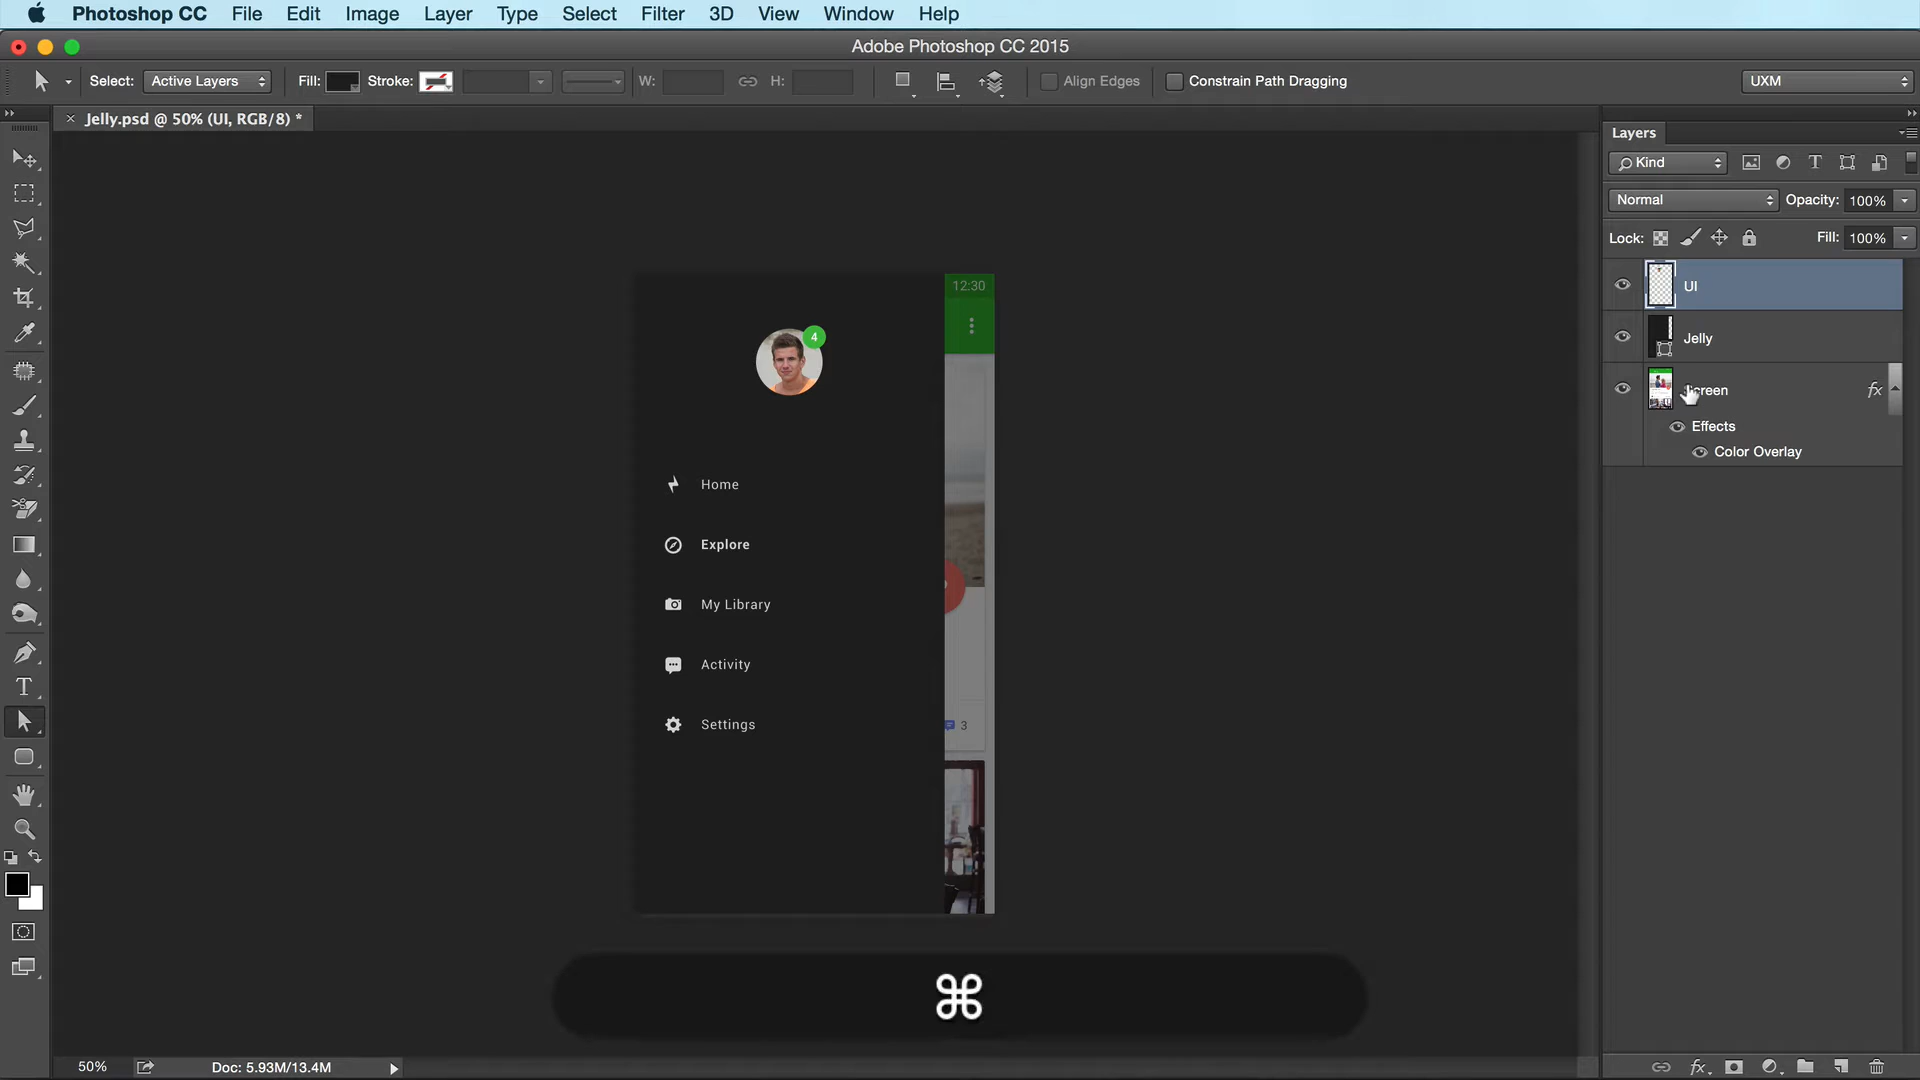 Photoshop CC File Edit Image Layer Type Select Filter 3D View Window Help
Adobe Photoshop CC 2015
Select: Active Layers Fill: Stroke: W: H: Align Edges Constrain Path Dragging UXM
× Jelly.psd @ 50% (UI, RGB/8) *
Layers
Kind
Normal Opacity: 100%
Lock: Fill: 100%
UI
Jelly
fx
Effects
Color Overlay
12:30
4
Home
Explore
My Library
Activity
Settings
3
⌘
50% Doc: 5.93M/13.4M
fx